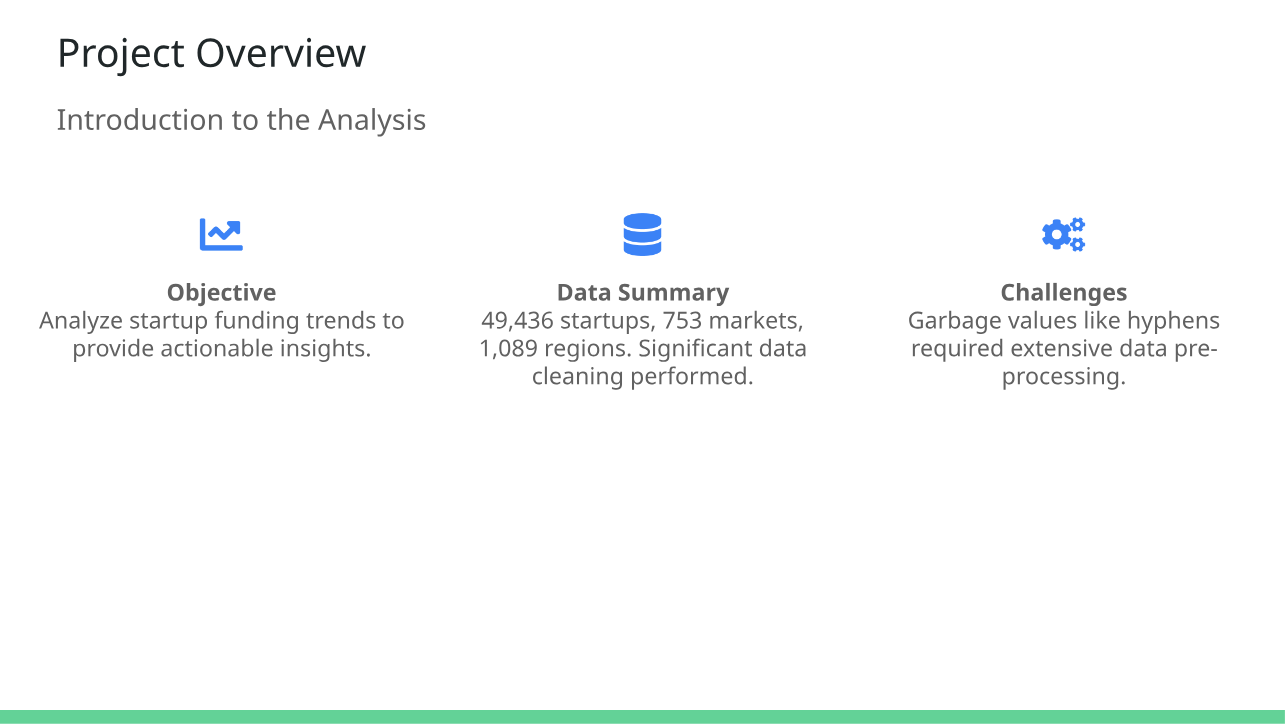 Project Overview
Introduction to the Analysis
Objective
Analyze startup funding trends to
provide actionable insights.
Data Summary
49,436 startups, 753 markets,
1,089 regions. Significant data
cleaning performed.
Challenges
Garbage values like hyphens
required extensive data pre-
processing.